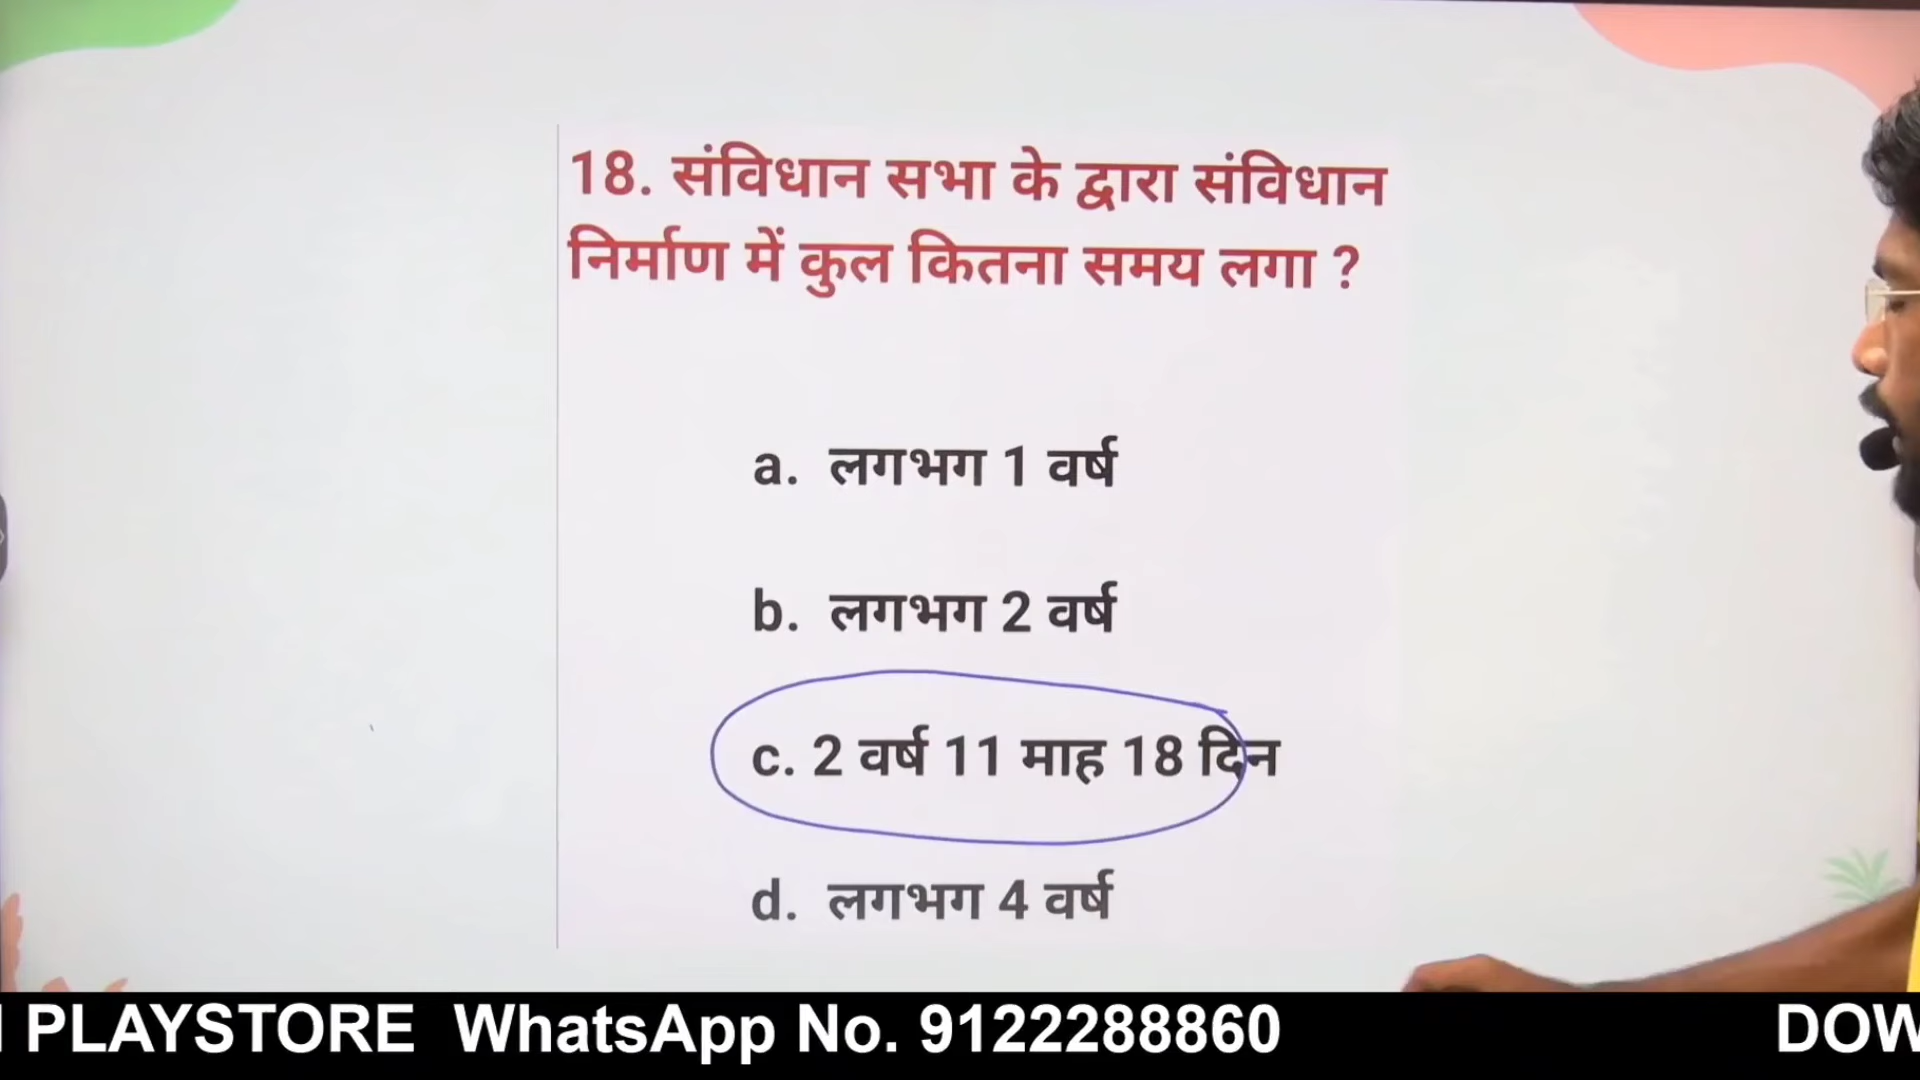 18. संविधान सभा के द्वारा संविधान
निर्माण में कुल कितना समय लगा ?
a. लगभग 1 वर्ष
b. लगभग 2 वर्ष
c. 2 वर्ष 11 माह 18 दिन
d. लगभग 4 वर्ष
PLAYSTORE WhatsApp No. 9122288860 DOW